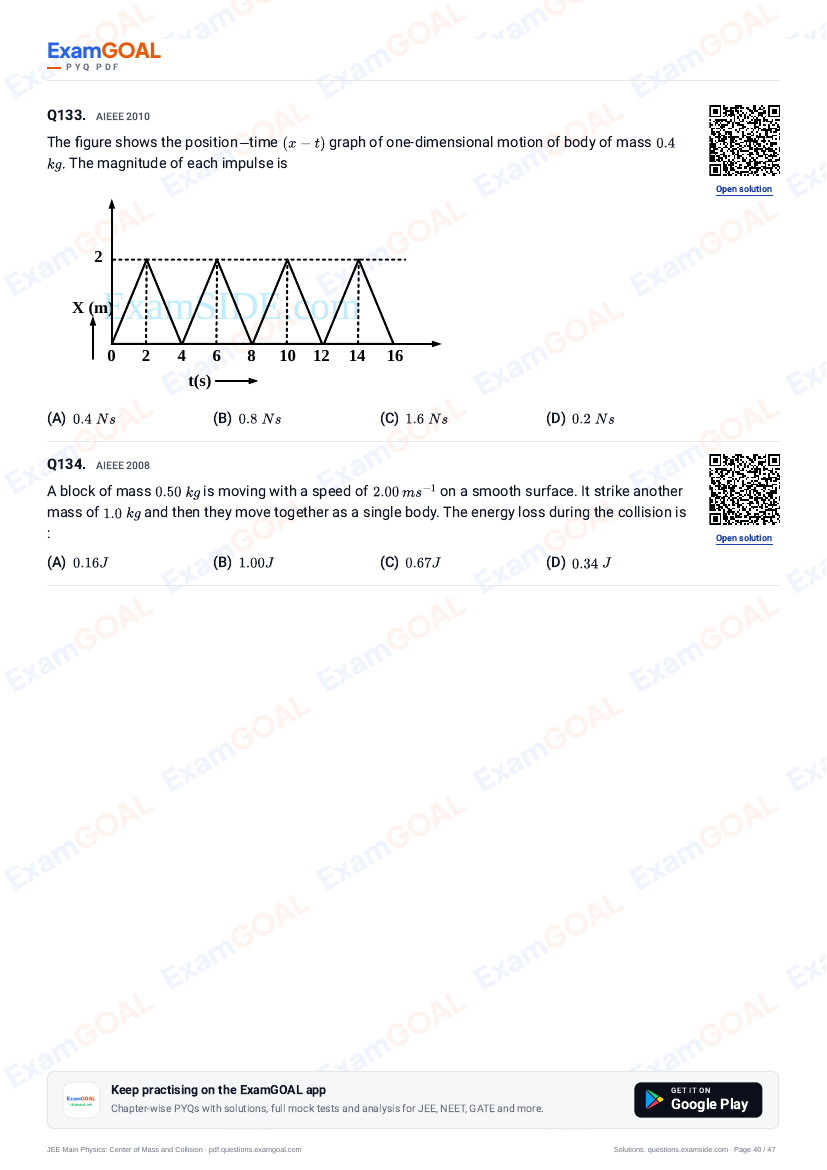 ExamGOAL
PYQ PDF
Q133. AIEEE 2010
The figure shows the position–time (x − t) graph of one-dimensional motion of body of mass 0.4
kg. The magnitude of each impulse is
Open solution
2
X (m)
ExamSIDE.com
0 2 4 6 8 10 12 14 16
t(s)
(A) 0.4 Ns (B) 0.8 Ns (C) 1.6 Ns (D) 0.2 Ns
Q134. AIEEE 2008
A block of mass 0.50 kg is moving with a speed of 2.00 ms⁻¹ on a smooth surface. It strike another
mass of 1.0 kg and then they move together as a single body. The energy loss during the collision is
:
Open solution
(A) 0.16J (B) 1.00J (C) 0.67J (D) 0.34 J
ExamGOAL
Keep practising on the ExamGOAL app
Chapter-wise PYQs with solutions, full mock tests and analysis for JEE, NEET, GATE and more.
GET IT ON
Google Play
JEE Main Physics: Center of Mass and Collision · pdf.questions.examgoal.com Solutions: questions.examside.com · Page 40 / 47